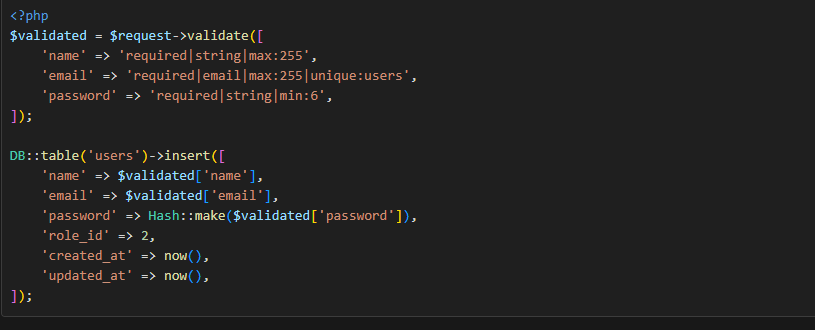 <?php
$validated = $request->validate([
    'name' => 'required|string|max:255',
    'email' => 'required|email|max:255|unique:users',
    'password' => 'required|string|min:6',
]);

DB::table('users')->insert([
    'name' => $validated['name'],
    'email' => $validated['email'],
    'password' => Hash::make($validated['password']),
    'role_id' => 2,
    'created_at' => now(),
    'updated_at' => now(),
]);